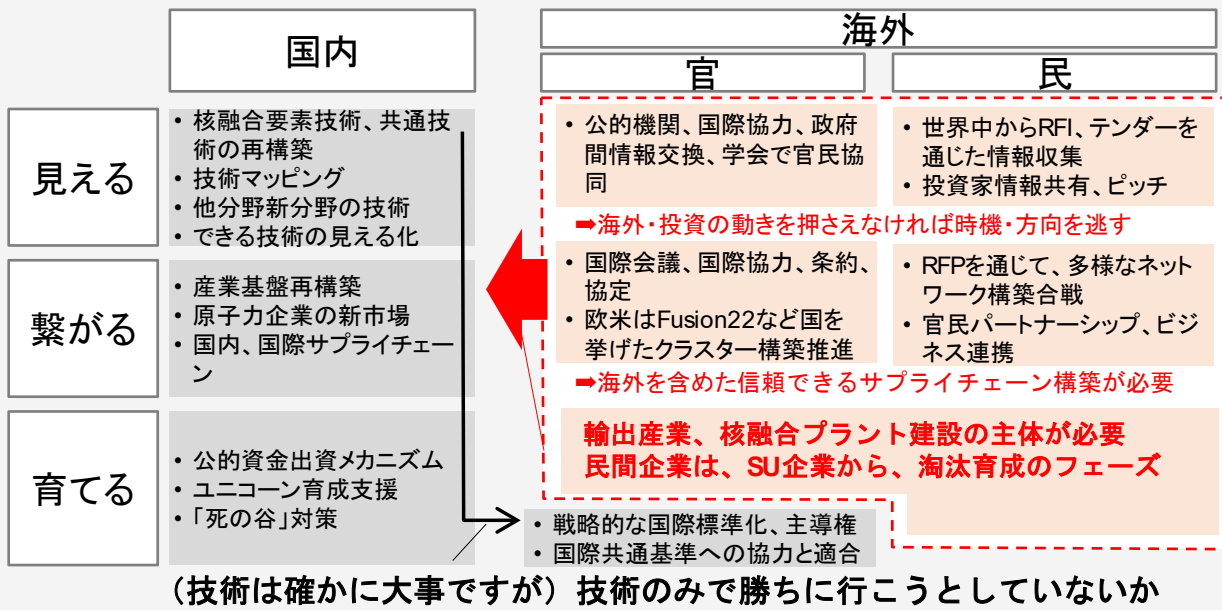 国内
海外
官
民
見える
• 核融合要素技術、共通技
術の再構築
• 技術マッピング
• 他分野新分野の技術
• できる技術の見える化
• 公的機関、国際協力、政府
間情報交換、学会で官民協
同
• 世界中からRFI、テンダーを
通じた情報収集
• 投資家情報共有、ピッチ
➡海外・投資の動きを押さえなければ時機・方向を逃す
繋がる
• 産業基盤再構築
• 原子力企業の新市場
• 国内、国際サプライチェー
ン
• 国際会議、国際協力、条約、
協定
• 欧米はFusion22など国を
挙げたクラスター構築推進
• RFPを通じて、多様なネット
ワーク構築合戦
• 官民パートナーシップ、ビジ
ネス連携
➡海外を含めた信頼できるサプライチェーン構築が必要
育てる
• 公的資金出資メカニズム
• ユニコーン育成支援
• 「死の谷」対策
輸出産業、核融合プラント建設の主体が必要
民間企業は、SU企業から、淘汰育成のフェーズ
• 戦略的な国際標準化、主導権
• 国際共通基準への協力と適合
（技術は確かに大事ですが）技術のみで勝ちに行こうとしていないか